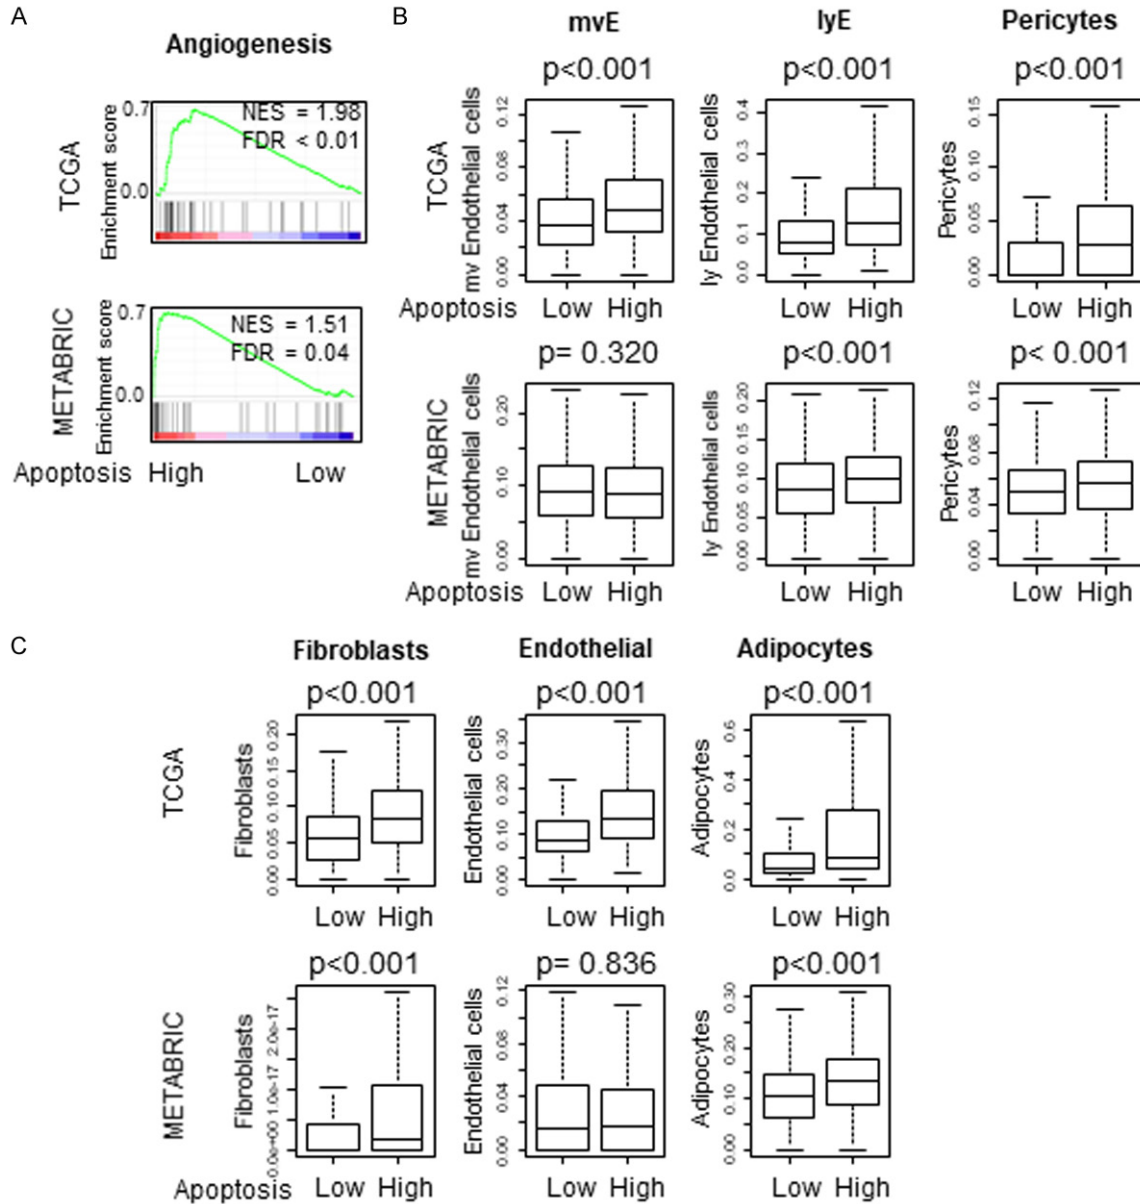 A
Angiogenesis
TCGA
Enrichment score
0.7
0.0
NES = 1.98
FDR < 0.01
METABRIC
Enrichment score
0.7
0.0
NES = 1.51
FDR = 0.04
Apoptosis High Low
B
mvE lyE Pericytes
p<0.001 p<0.001 p<0.001
TCGA
mv Endothelial cells
0.00 0.04 0.08 0.12
ly Endothelial cells
0.0 0.1 0.2 0.3 0.4
Pericytes
0.00 0.05 0.10 0.15
Apoptosis Low High Low High Low High
p= 0.320 p<0.001 p< 0.001
METABRIC
mv Endothelial cells
0.00 0.10 0.20
ly Endothelial cells
0.00 0.05 0.10 0.15 0.20
Pericytes
0.00 0.04 0.08 0.12
Apoptosis Low High Low High Low High
C
Fibroblasts Endothelial Adipocytes
p<0.001 p<0.001 p<0.001
TCGA
Fibroblasts
0.00 0.05 0.10 0.15 0.20
Endothelial cells
0.00 0.10 0.20 0.30
Adipocytes
0.0 0.2 0.4 0.6
Low High Low High Low High
p<0.001 p= 0.836 p<0.001
METABRIC
Fibroblasts
0.0e+00 1.0e-17 2.0e-17
Endothelial cells
0.00 0.04 0.08 0.12
Adipocytes
0.00 0.10 0.20 0.30
Apoptosis Low High Low High Low High